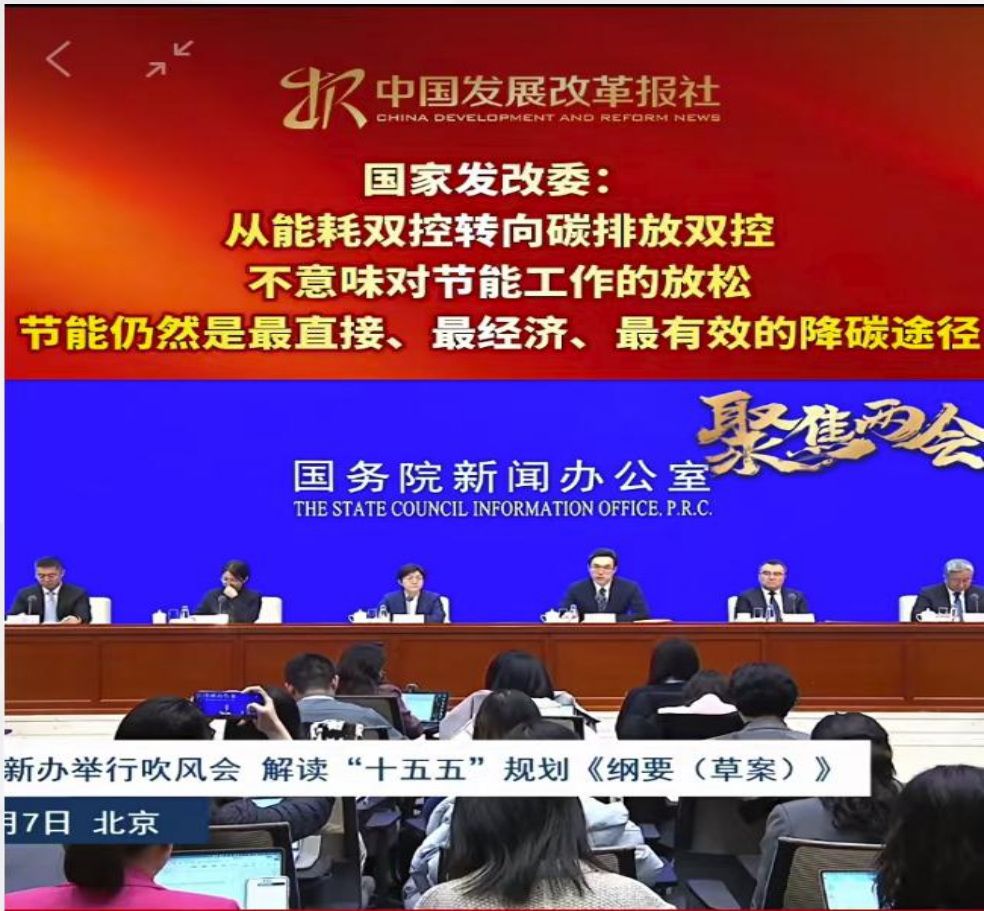 中国发展改革报社
CHINA DEVELOPMENT AND REFORM NEWS
国家发改委：
从能耗双控转向碳排放双控
不意味对节能工作的放松
节能仍然是最直接、最经济、最有效的降碳途径
聚焦两会
国务院新闻办公室
THE STATE COUNCIL INFORMATION OFFICE, P.R.C.
新办举行吹风会 解读“十五五”规划《纲要（草案）》
月7日 北京